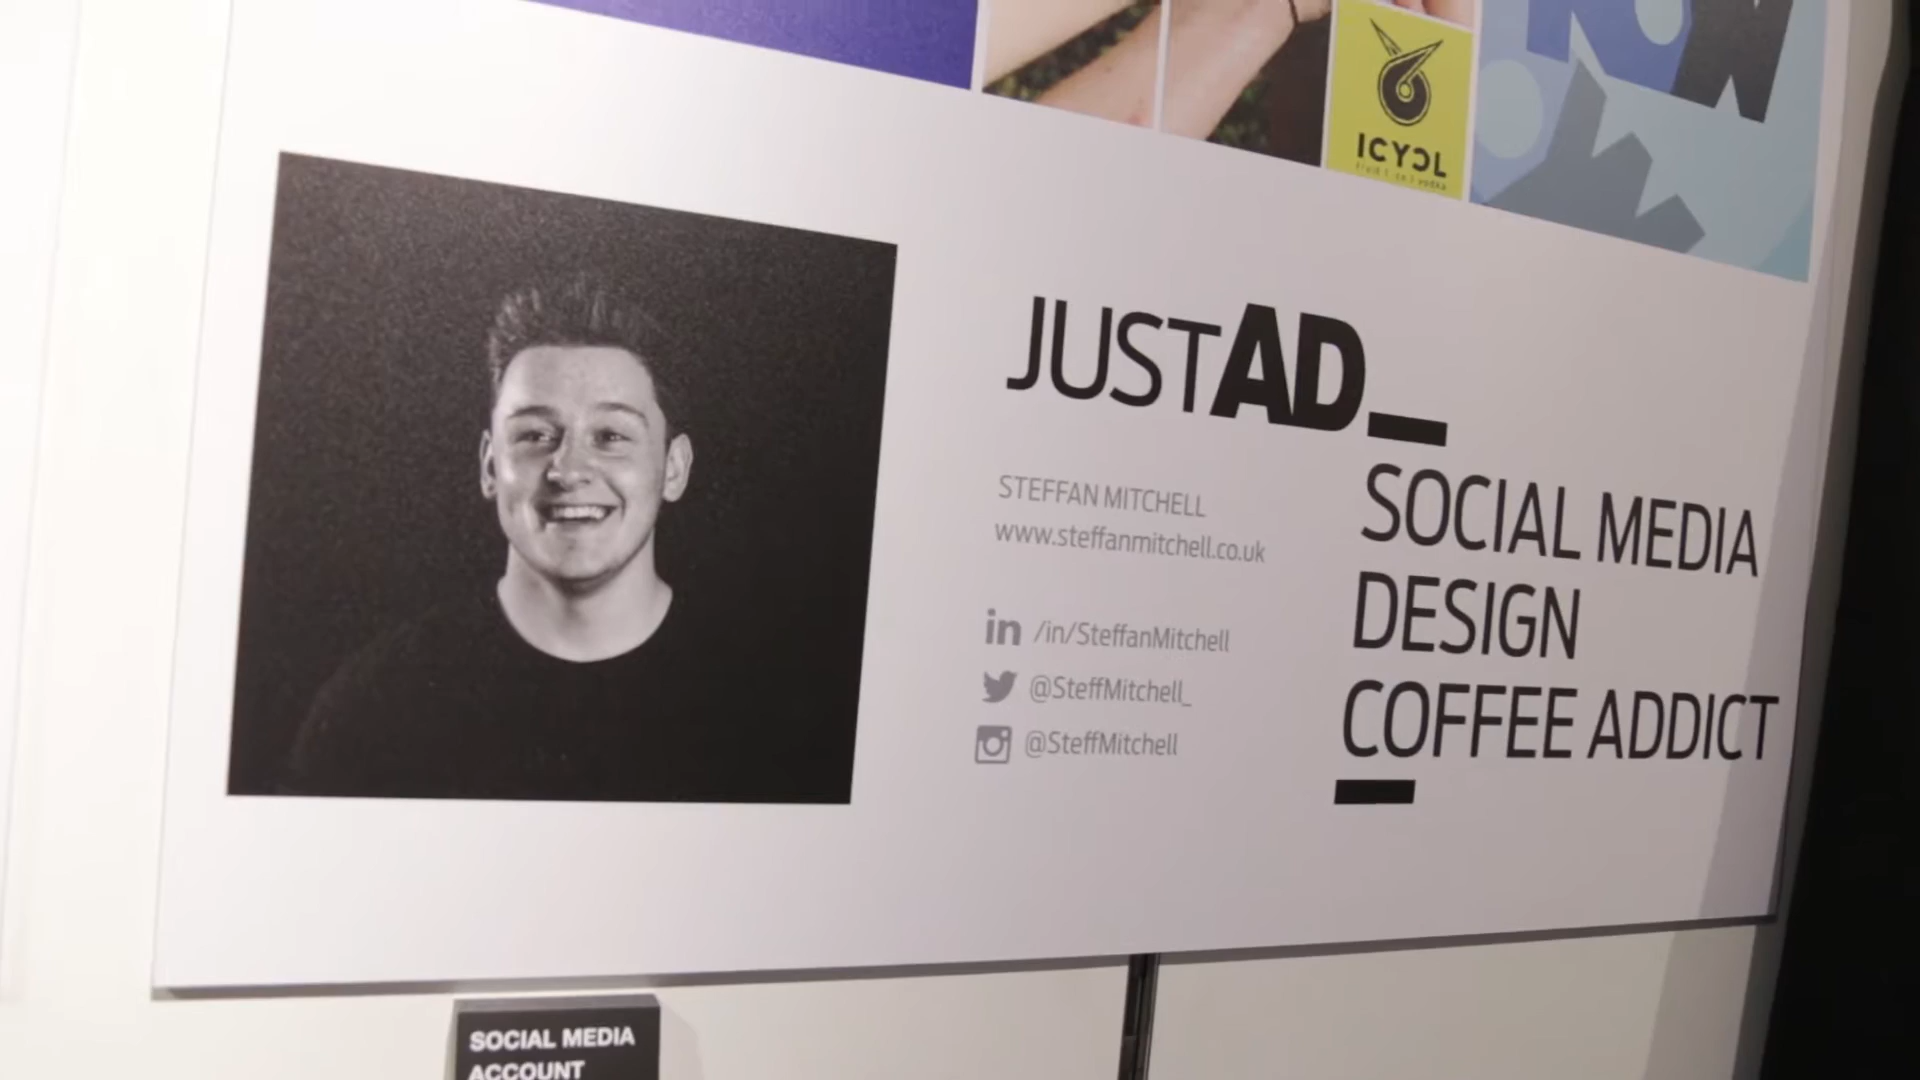 ICYCL
JUSTAD_
STEFFAN MITCHELL
www.steffanmitchell.co.uk
in /in/SteffanMitchell
@SteffMitchell_
@SteffMitchell
SOCIAL MEDIA
DESIGN
COFFEE ADDICT
SOCIAL MEDIA
ACCOUNT